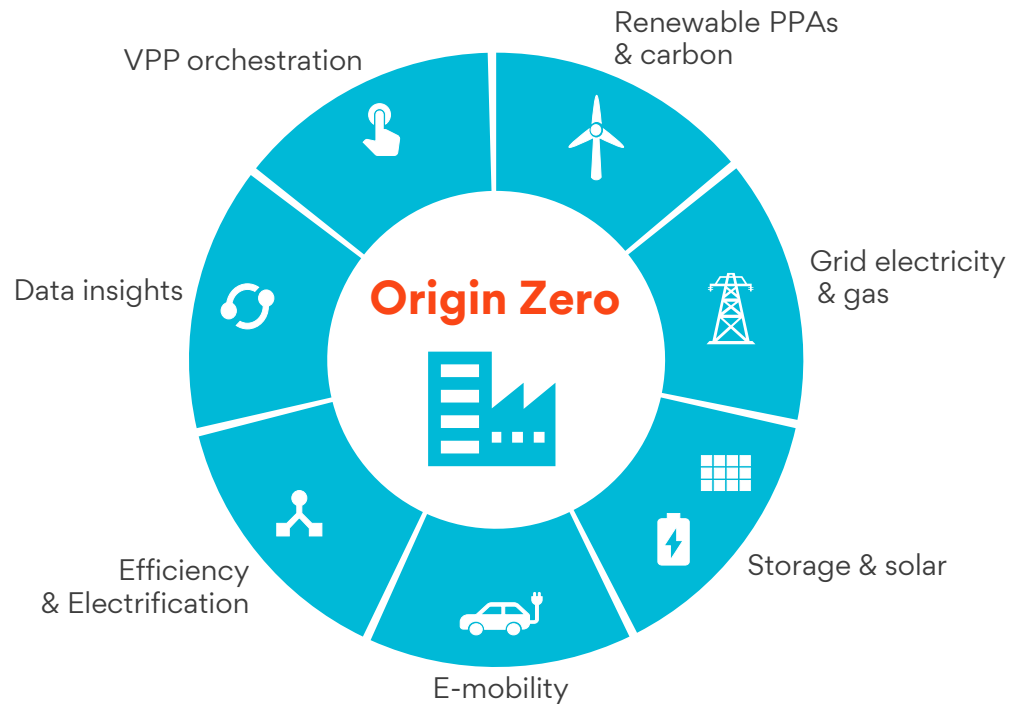 Renewable PPAs
& carbon
VPP orchestration
Grid electricity
& gas
Data insights
Origin Zero
Storage & solar
Efficiency
& Electrification
E-mobility